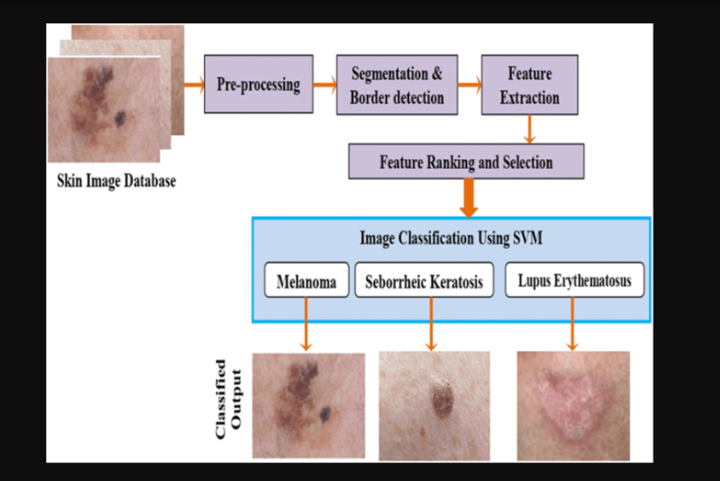 Skin Image Database
Pre-processing
Segmentation &
Border detection
Feature
Extraction
Feature Ranking and Selection
Image Classification Using SVM
Melanoma
Seborrheic Keratosis
Lupus Erythematosus
Classified
Output